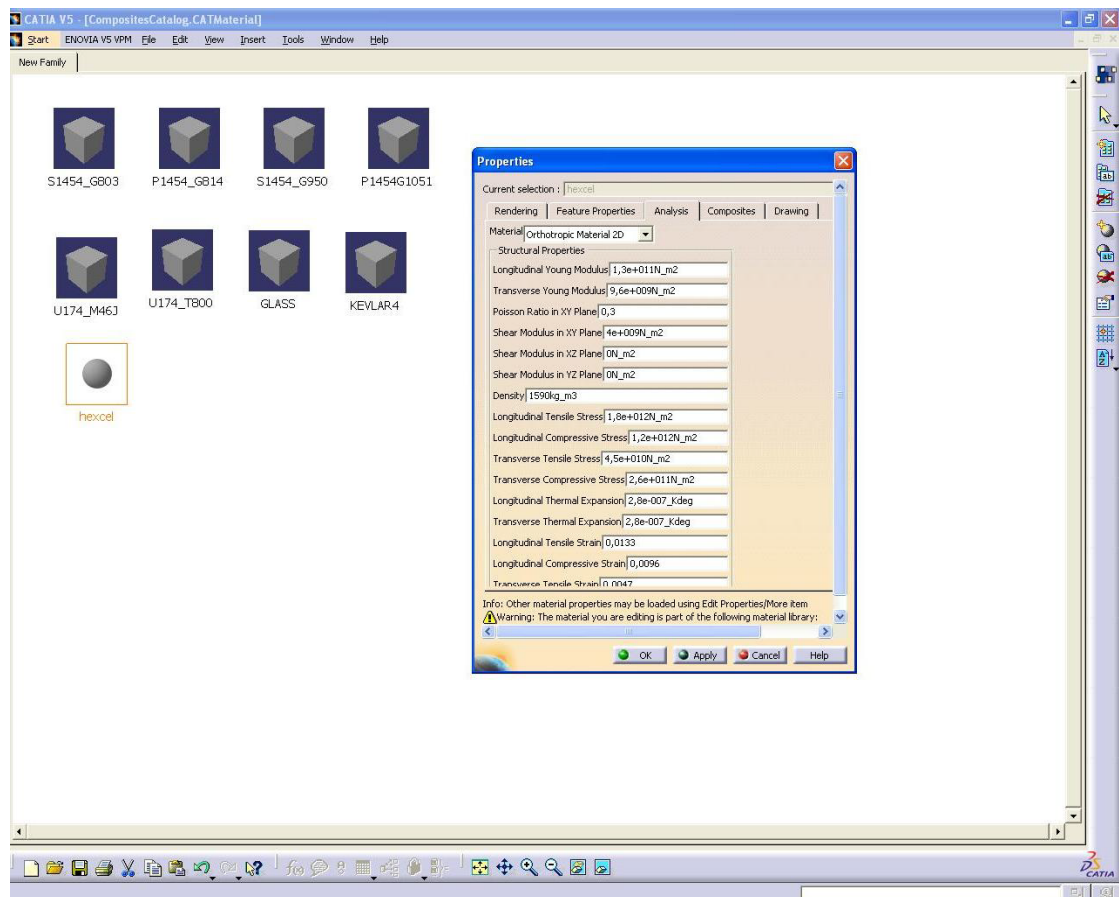 CATIA V5 - [CompositesCatalog.CATMaterial]
Start ENOVIA V5 VPM File Edit View Insert Tools Window Help
New Family
S1454_G803 P1454_G814 S1454_G950 P1454G1051
U174_M46J U174_T800 GLASS KEVLAR4
hexcel
Properties
Current selection : hexcel
Rendering Feature Properties Analysis Composites Drawing
Material Orthotropic Material 2D
Structural Properties
Longitudinal Young Modulus 1,3e+011N_m2
Transverse Young Modulus 9,6e+009N_m2
Poisson Ratio in XY Plane 0,3
Shear Modulus in XY Plane 4e+009N_m2
Shear Modulus in XZ Plane 0N_m2
Shear Modulus in YZ Plane 0N_m2
Density 1590kg_m3
Longitudinal Tensile Stress 1,8e+012N_m2
Longitudinal Compressive Stress 1,2e+012N_m2
Transverse Tensile Stress 4,5e+010N_m2
Transverse Compressive Stress 2,6e+011N_m2
Longitudinal Thermal Expansion 2,8e-007_Kdeg
Transverse Thermal Expansion 2,8e-007_Kdeg
Longitudinal Tensile Strain 0,0133
Longitudinal Compressive Strain 0,0096
Transverse Tensile Strain 0,0047
Info: Other material properties may be loaded using Edit Properties/More item
Warning: The material you are editing is part of the following material library:
OK Apply Cancel Help
CATIA